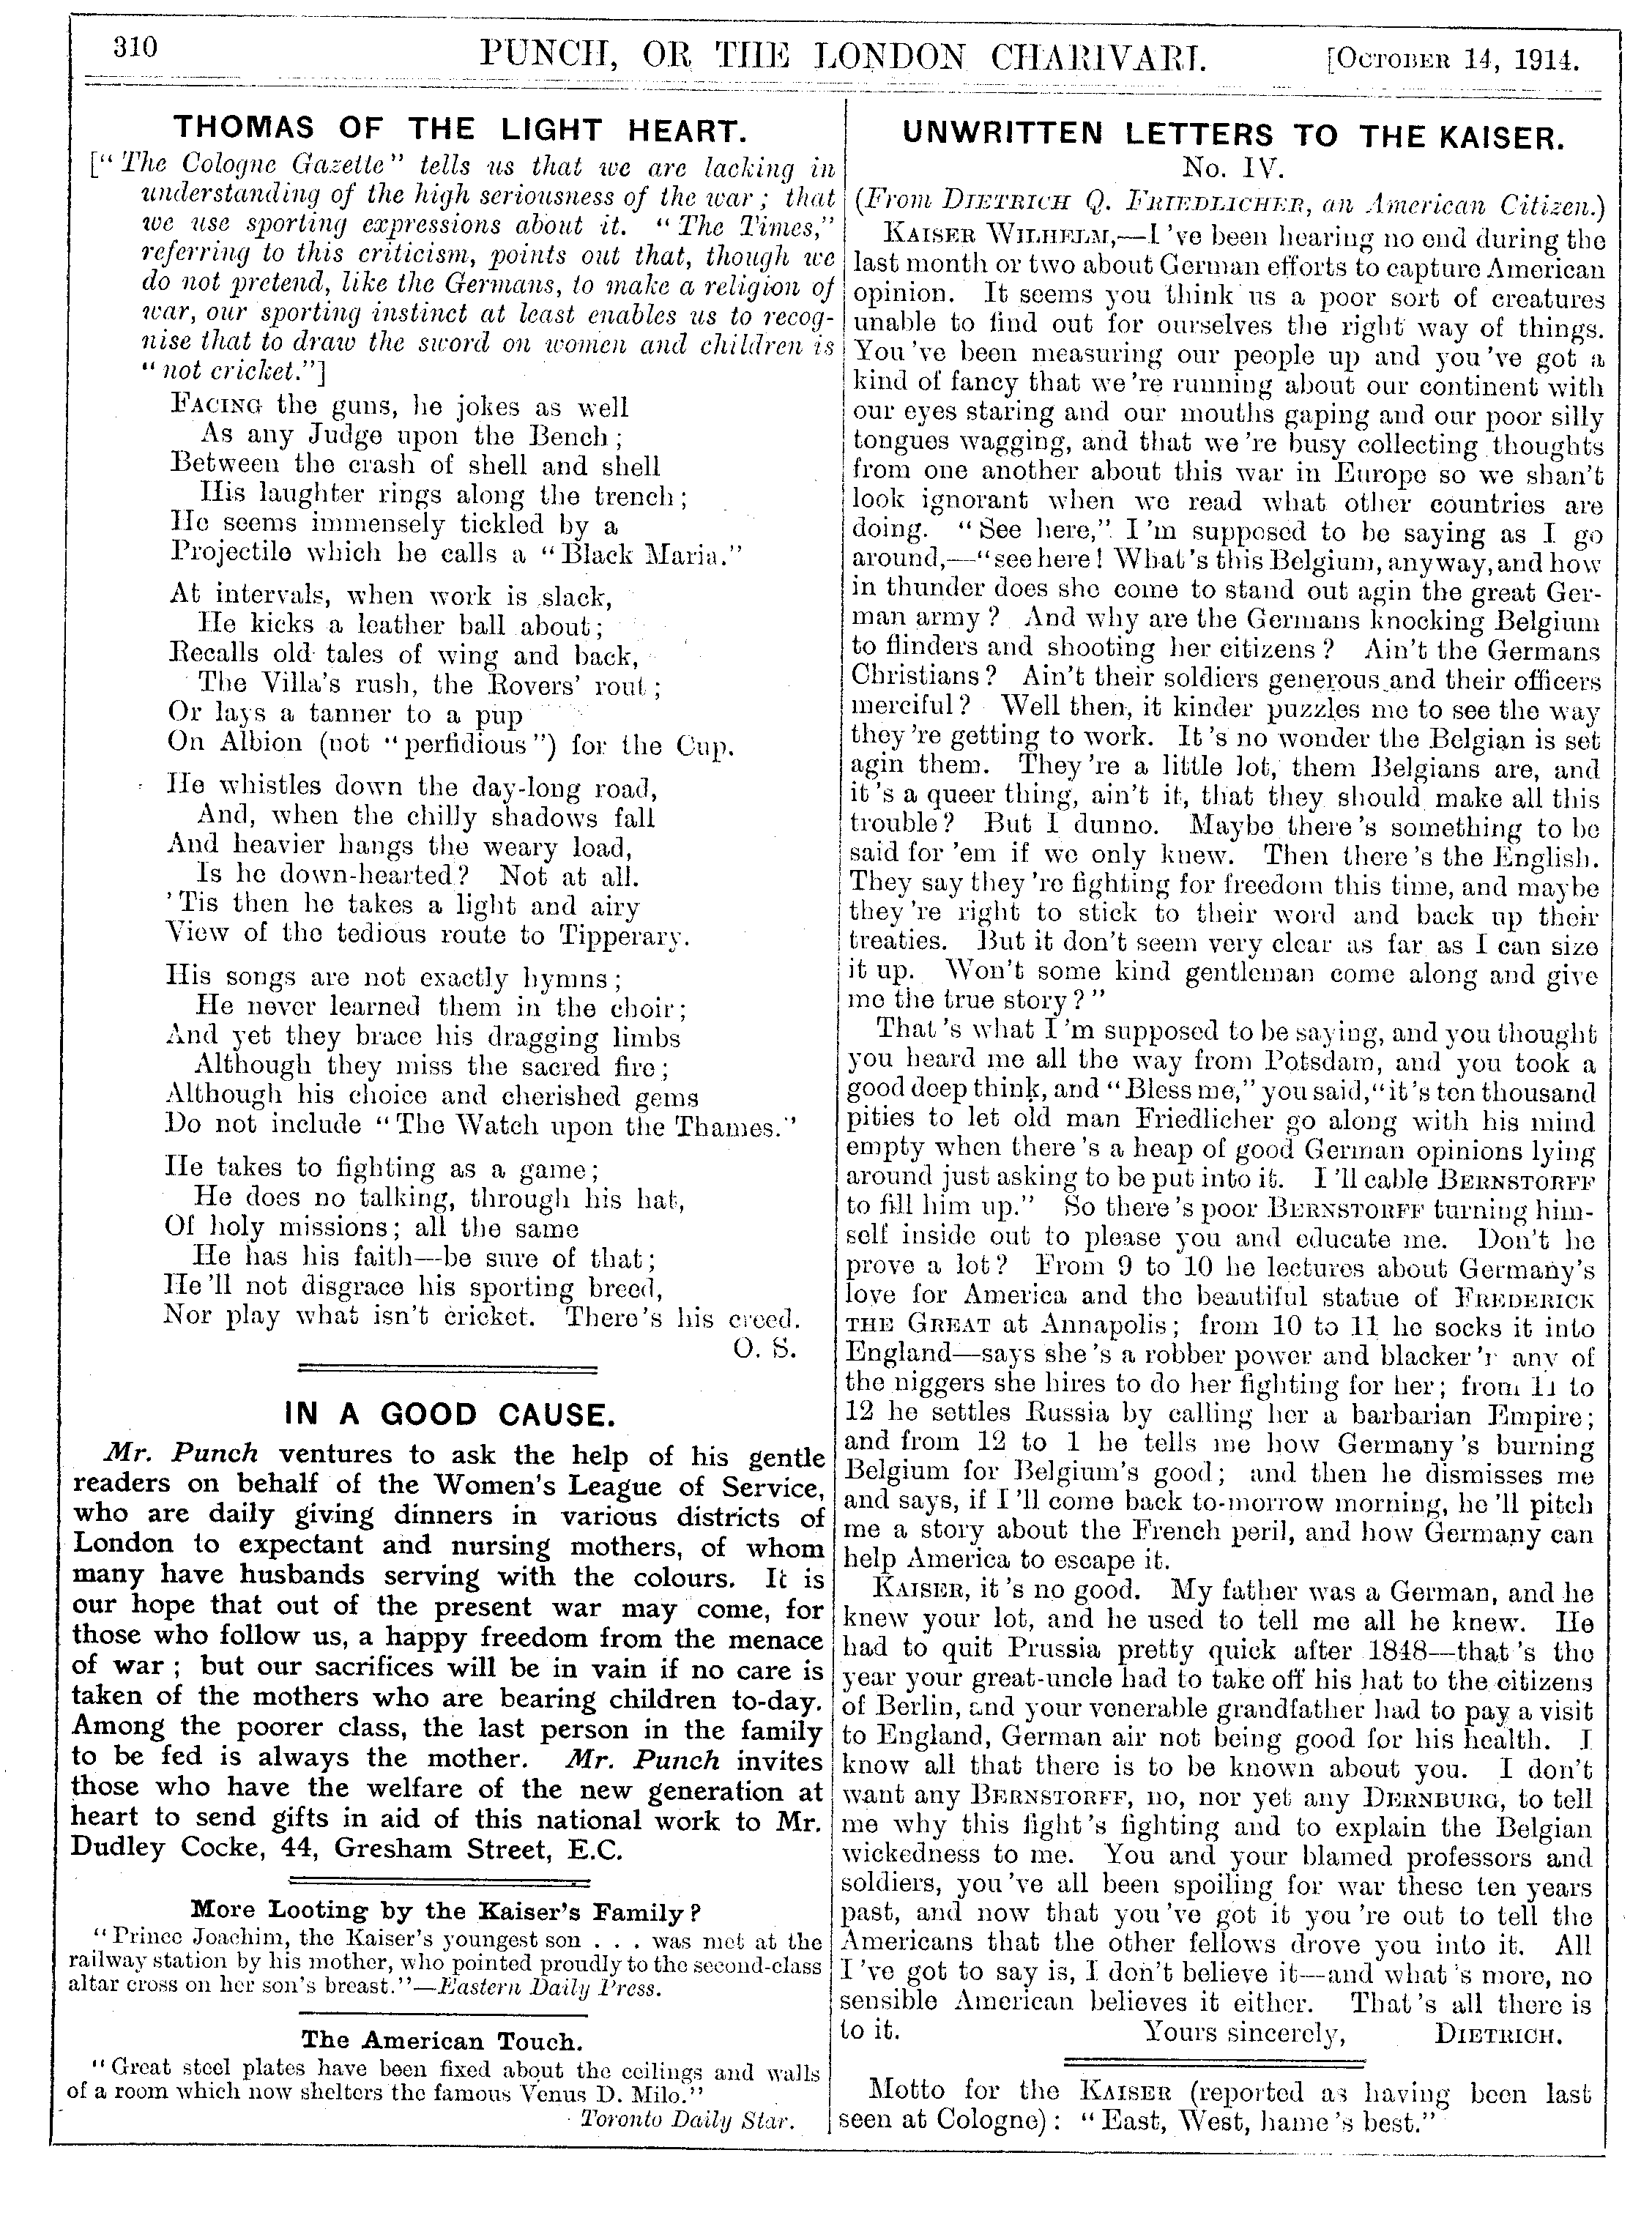 310
PUNCH, OR THE LONDON CHARIVARI.
[OCTOBER 14, 1914.
THOMAS OF THE LIGHT HEART.
["The Cologne Gazette" tells us that we are lacking in
understanding of the high seriousness of the war; that
we use sporting expressions about it. "The Times,"
referring to this criticism, points out that, though we
do not pretend, like the Germans, to make a religion of
war, our sporting instinct at least enables us to recog-
nise that to draw the sword on women and children is
"not cricket."]
FACING the guns, he jokes as well
As any Judge upon the Bench;
Between the crash of shell and shell
His laughter rings along the trench;
He seems immensely tickled by a
Projectile which he calls a "Black Maria."
At intervals, when work is slack,
He kicks a leather ball about;
Recalls old tales of wing and back,
The Villa's rush, the Rovers' rout;
Or lays a tanner to a pup
On Albion (not "perfidious") for the Cup.
He whistles down the day-long road,
And, when the chilly shadows fall
And heavier hangs the weary load,
Is he down-hearted? Not at all.
'Tis then he takes a light and airy
View of the tedious route to Tipperary.
His songs are not exactly hymns;
He never learned them in the choir;
And yet they brace his dragging limbs
Although they miss the sacred fire;
Although his choice and cherished gems
Do not include "The Watch upon the Thames."
He takes to fighting as a game;
He does no talking, through his hat,
Of holy missions; all the same
He has his faith—be sure of that;
He'll not disgrace his sporting breed,
Nor play what isn't cricket. There's his creed.
O. S.
IN A GOOD CAUSE.
Mr. Punch ventures to ask the help of his gentle
readers on behalf of the Women's League of Service,
who are daily giving dinners in various districts of
London to expectant and nursing mothers, of whom
many have husbands serving with the colours. It is
our hope that out of the present war may come, for
those who follow us, a happy freedom from the menace
of war; but our sacrifices will be in vain if no care is
taken of the mothers who are bearing children to-day.
Among the poorer class, the last person in the family
to be fed is always the mother. Mr. Punch invites
those who have the welfare of the new generation at
heart to send gifts in aid of this national work to Mr.
Dudley Cocke, 44, Gresham Street, E.C.
More Looting by the Kaiser's Family?
"Prince Joachim, the Kaiser's youngest son . . . was met at the
railway station by his mother, who pointed proudly to the second-class
altar cross on her son's breast."—Eastern Daily Press.
The American Touch.
"Great steel plates have been fixed about the ceilings and walls
of a room which now shelters the famous Venus D. Milo."
Toronto Daily Star.
UNWRITTEN LETTERS TO THE KAISER.
No. IV.
(From DIETRICH Q. FRIEDLICHER, an American Citizen.)
KAISER WILHELM,—I 've been hearing no end during the
last month or two about German efforts to capture American
opinion. It seems you think us a poor sort of creatures
unable to find out for ourselves the right way of things.
You 've been measuring our people up and you 've got a
kind of fancy that we 're running about our continent with
our eyes staring and our mouths gaping and our poor silly
tongues wagging, and that we 're busy collecting thoughts
from one another about this war in Europe so we shan't
look ignorant when we read what other countries are
doing. "See here," I 'm supposed to be saying as I go
around,—"see here! What's this Belgium, anyway, and how
in thunder does she come to stand out agin the great Ger-
man army? And why are the Germans knocking Belgium
to flinders and shooting her citizens? Ain't the Germans
Christians? Ain't their soldiers generous and their officers
merciful? Well then, it kinder puzzles me to see the way
they 're getting to work. It 's no wonder the Belgian is set
agin them. They 're a little lot, them Belgians are, and
it 's a queer thing, ain't it, that they should make all this
trouble? But I dunno. Maybe there 's something to be
said for 'em if we only knew. Then there 's the English.
They say they 're fighting for freedom this time, and maybe
they 're right to stick to their word and back up their
treaties. But it don't seem very clear as far as I can size
it up. Won't some kind gentleman come along and give
me the true story?"
That 's what I 'm supposed to be saying, and you thought
you heard me all the way from Potsdam, and you took a
good deep think, and "Bless me," you said, "it's ten thousand
pities to let old man Friedlicher go along with his mind
empty when there 's a heap of good German opinions lying
around just asking to be put into it. I 'll cable BERNSTORFF
to fill him up." So there 's poor BERNSTORFF turning him-
self inside out to please you and educate me. Don't he
prove a lot? From 9 to 10 he lectures about Germany's
love for America and the beautiful statue of FREDERICK
THE GREAT at Annapolis; from 10 to 11 he socks it into
England—says she 's a robber power and blacker 'n any of
the niggers she hires to do her fighting for her; from 11 to
12 he settles Russia by calling her a barbarian Empire;
and from 12 to 1 he tells me how Germany 's burning
Belgium for Belgium's good; and then he dismisses me
and says, if I 'll come back to-morrow morning, he 'll pitch
me a story about the French peril, and how Germany can
help America to escape it.
KAISER, it 's no good. My father was a German, and he
knew your lot, and he used to tell me all he knew. He
had to quit Prussia pretty quick after 1848—that 's the
year your great-uncle had to take off his hat to the citizens
of Berlin, and your venerable grandfather had to pay a visit
to England, German air not being good for his health. I
know all that there is to be known about you. I don't
want any BERNSTORFF, no, nor yet any DERNBURG, to tell
me why this fight 's fighting and to explain the Belgian
wickedness to me. You and your blamed professors and
soldiers, you 've all been spoiling for war these ten years
past, and now that you 've got it you 're out to tell the
Americans that the other fellows drove you into it. All
I 've got to say is, I don't believe it—and what 's more, no
sensible American believes it either. That 's all there is
to it. Yours sincerely, DIETRICH.
Motto for the KAISER (reported as having been last
seen at Cologne): "East, West, hame 's best."